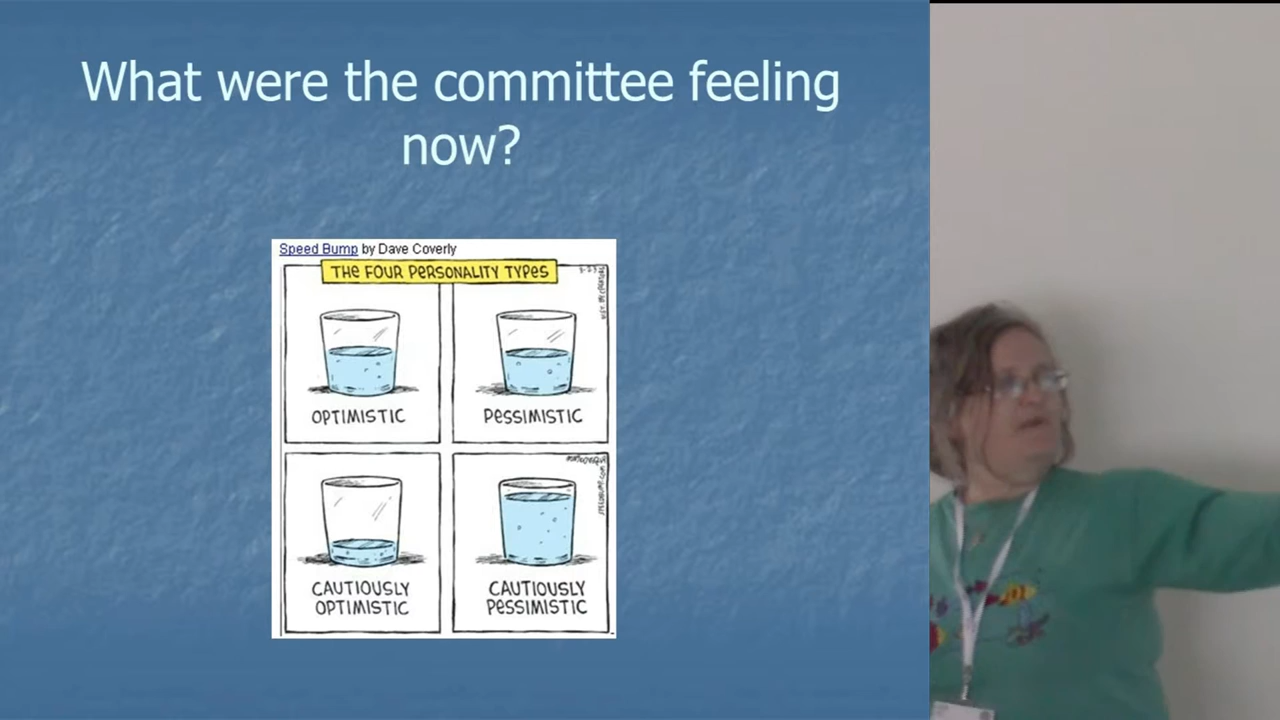 What were the committee feeling
now?
Speed Bump by Dave Coverly
THE FOUR PERSONALITY TYPES
OPTIMISTIC
PESSIMISTIC
CAUTIOUSLY
OPTIMISTIC
CAUTIOUSLY
PESSIMISTIC